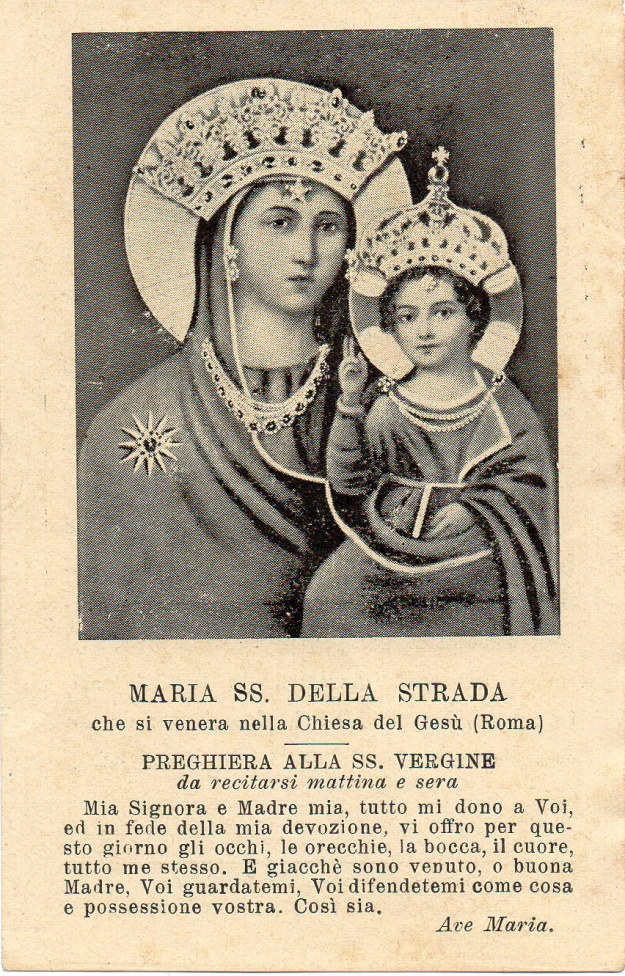 MARIA SS. DELLA STRADA
che si venera nella Chiesa del Gesù (Roma)
PREGHIERA ALLA SS. VERGINE
da recitarsi mattina e sera
Mia Signora e Madre mia, tutto mi dono a Voi,
ed in fede della mia devozione, vi offro per que-
sto giorno gli occhi, le orecchie, la bocca, il cuore,
tutto me stesso. E giacchè sono venuto, o buona
Madre, Voi guardatemi, Voi difendetemi come cosa
e possessione vostra. Così sia.
Ave Maria.